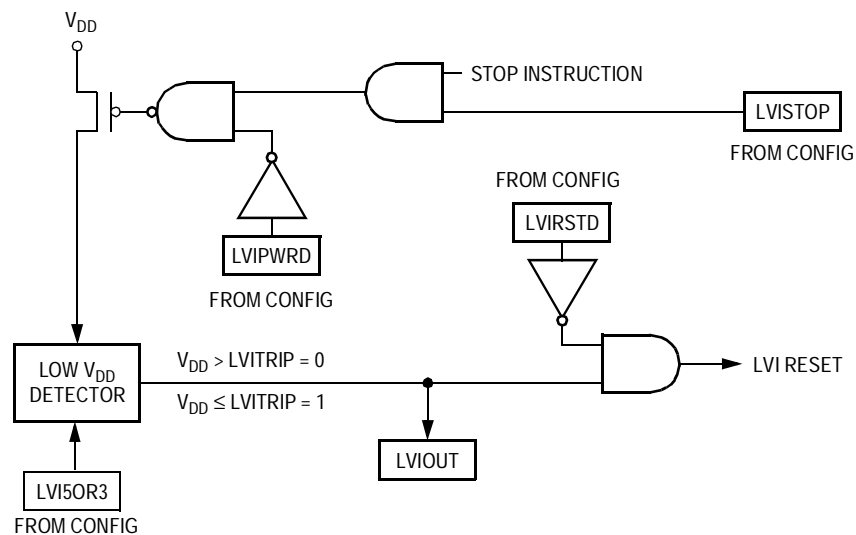 VDD
STOP INSTRUCTION
LVISTOP
FROM CONFIG
FROM CONFIG
LVIRSTD
LVIPWRD
FROM CONFIG
LOW VDD
DETECTOR
VDD > LVITRIP = 0
VDD ≤ LVITRIP = 1
LVI RESET
LVIOUT
LVI5OR3
FROM CONFIG